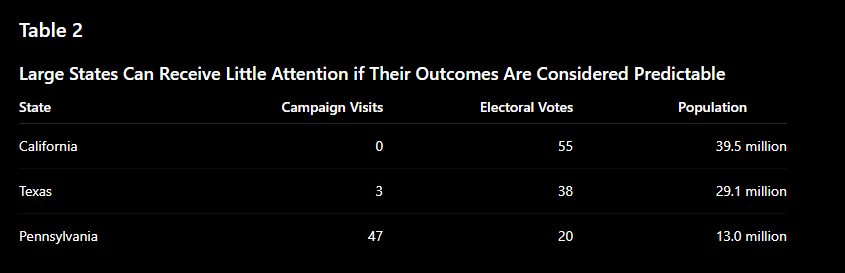 Table 2
Large States Can Receive Little Attention if Their Outcomes Are Considered Predictable
State Campaign Visits Electoral Votes Population
California 0 55 39.5 million
Texas 3 38 29.1 million
Pennsylvania 47 20 13.0 million